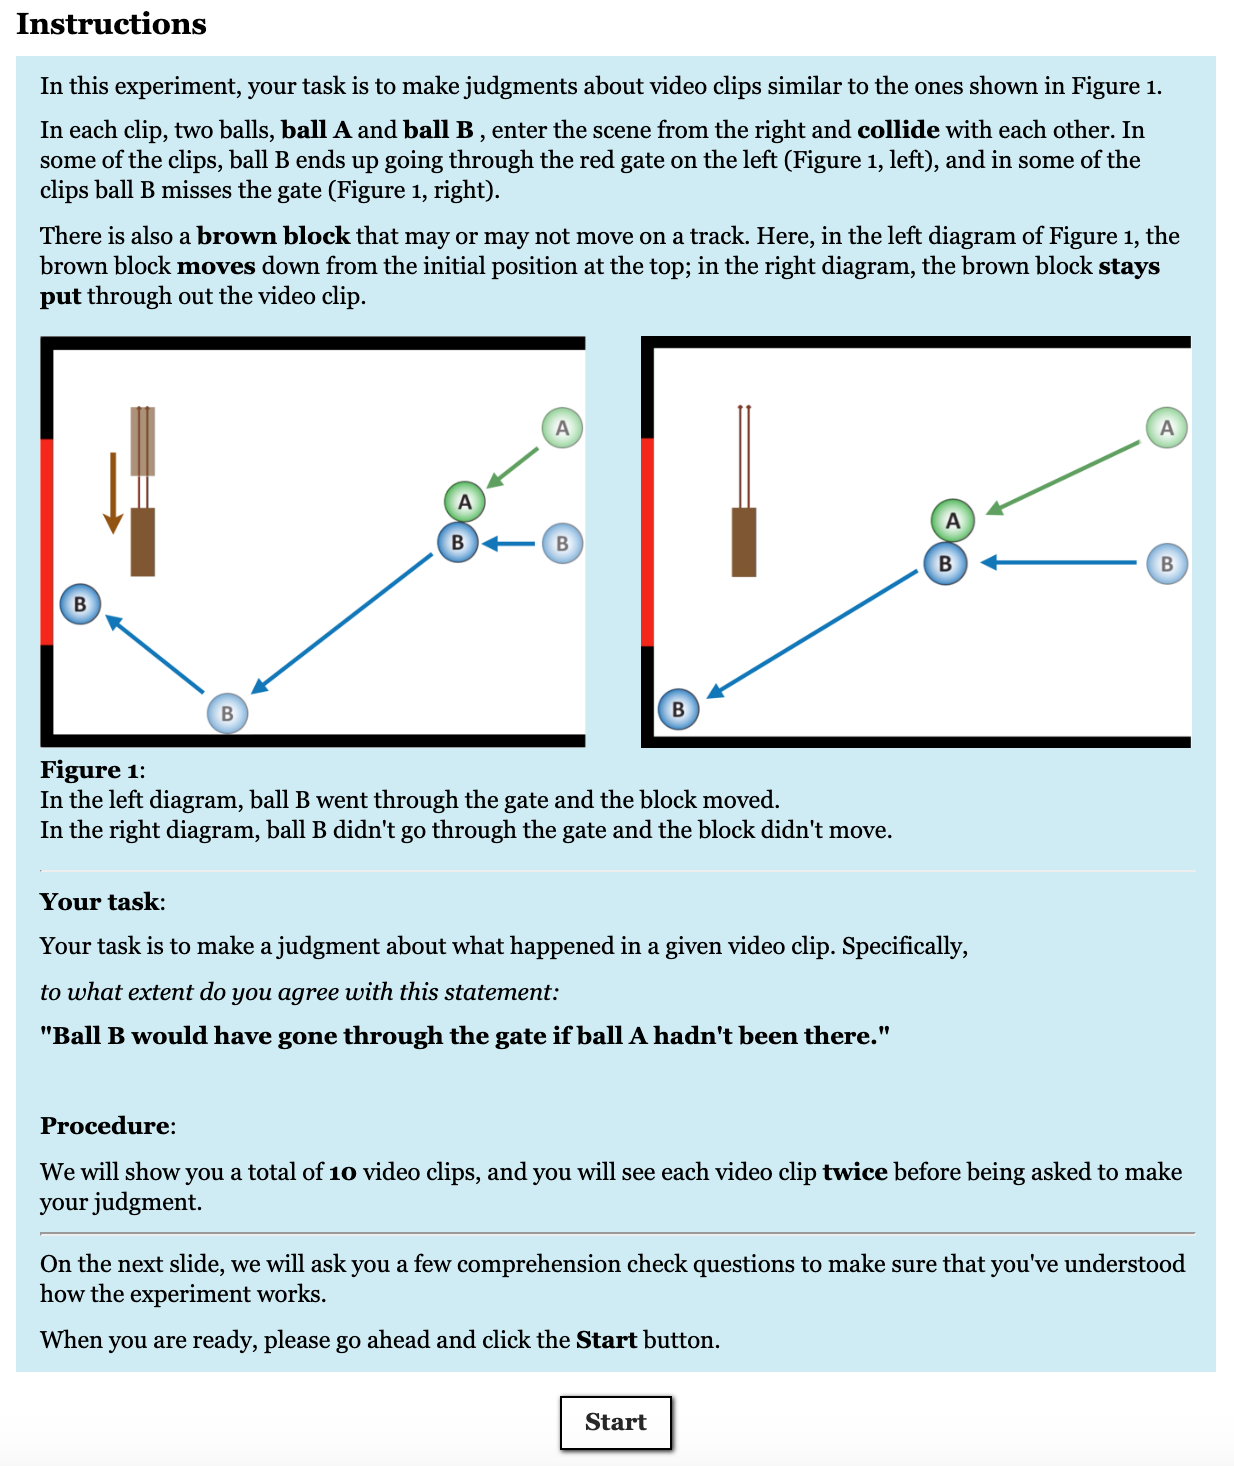 Instructions
In this experiment, your task is to make judgments about video clips similar to the ones shown in Figure 1.
In each clip, two balls, ball A and ball B , enter the scene from the right and collide with each other. In
some of the clips, ball B ends up going through the red gate on the left (Figure 1, left), and in some of the
clips ball B misses the gate (Figure 1, right).
There is also a brown block that may or may not move on a track. Here, in the left diagram of Figure 1, the
brown block moves down from the initial position at the top; in the right diagram, the brown block stays
put through out the video clip.
A
A
B
B
B
B
A
A
B
B
B
Figure 1:
In the left diagram, ball B went through the gate and the block moved.
In the right diagram, ball B didn't go through the gate and the block didn't move.
Your task:
Your task is to make a judgment about what happened in a given video clip. Specifically,
to what extent do you agree with this statement:
"Ball B would have gone through the gate if ball A hadn't been there."
Procedure:
We will show you a total of 10 video clips, and you will see each video clip twice before being asked to make
your judgment.
On the next slide, we will ask you a few comprehension check questions to make sure that you've understood
how the experiment works.
When you are ready, please go ahead and click the Start button.
Start